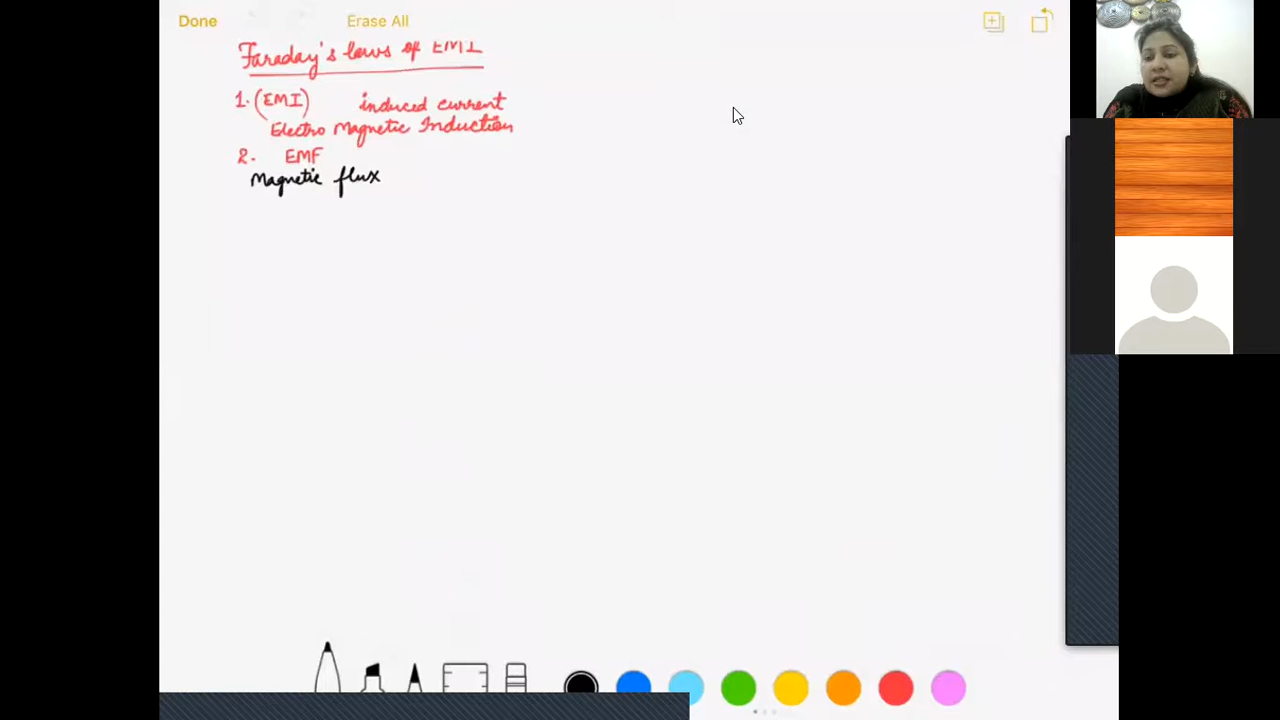 Done Erase All
Faraday's laws of EMI
1. (EMI) induced current
Electro Magnetic Induction
2. EMF
Magnetic flux